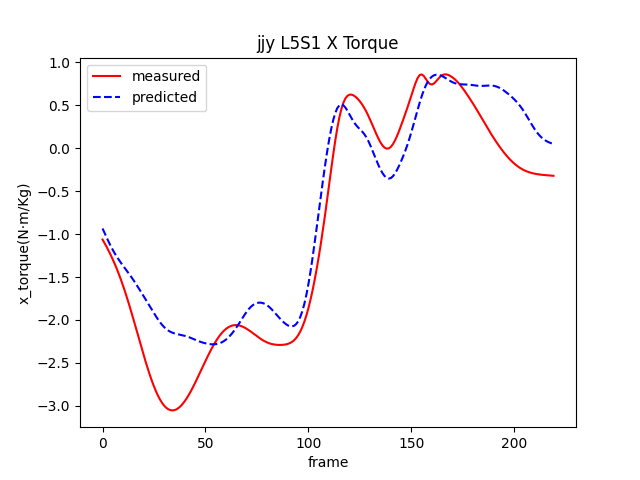 jjy L5S1 X Torque
measured
predicted
1.0
0.5
0.0
−0.5
−1.0
−1.5
−2.0
−2.5
−3.0
x_torque(N·m/Kg)
0 50 100 150 200
frame